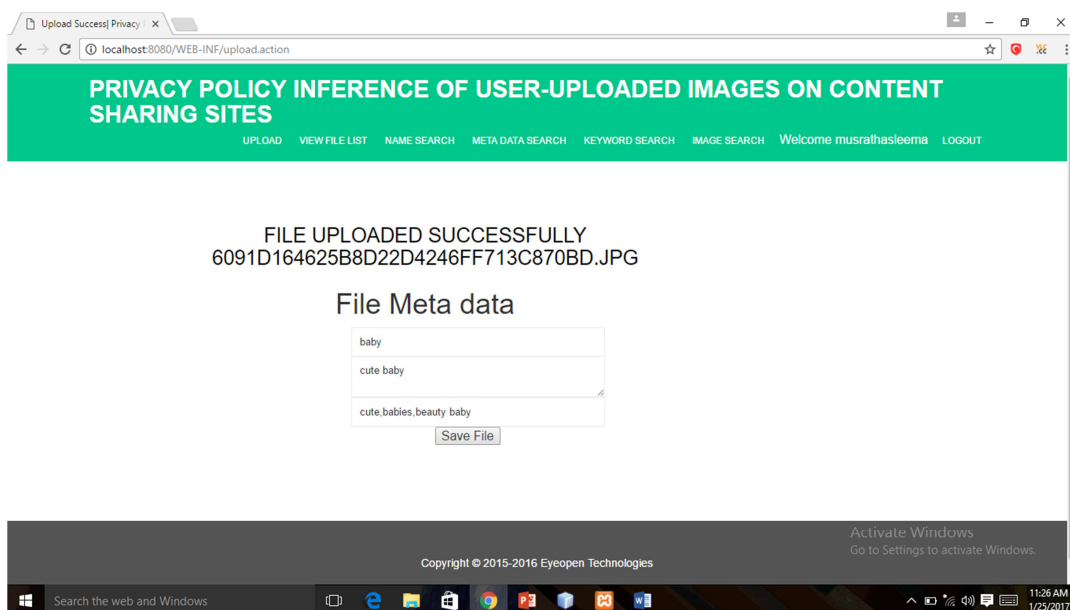 Upload Success| Privacy
localhost:8080/WEB-INF/upload.action
PRIVACY POLICY INFERENCE OF USER-UPLOADED IMAGES ON CONTENT
SHARING SITES
UPLOAD VIEW FILE LIST NAME SEARCH META DATA SEARCH KEYWORD SEARCH IMAGE SEARCH Welcome musrathasleema LOGOUT
FILE UPLOADED SUCCESSFULLY
6091D164625B8D22D4246FF713C870BD.JPG
File Meta data
baby
cute baby
cute,babies,beauty baby
Save File
Activate Windows
Go to Settings to activate Windows.
Copyright © 2015-2016 Eyeopen Technologies
Search the web and Windows
11:26 AM
1/25/2017